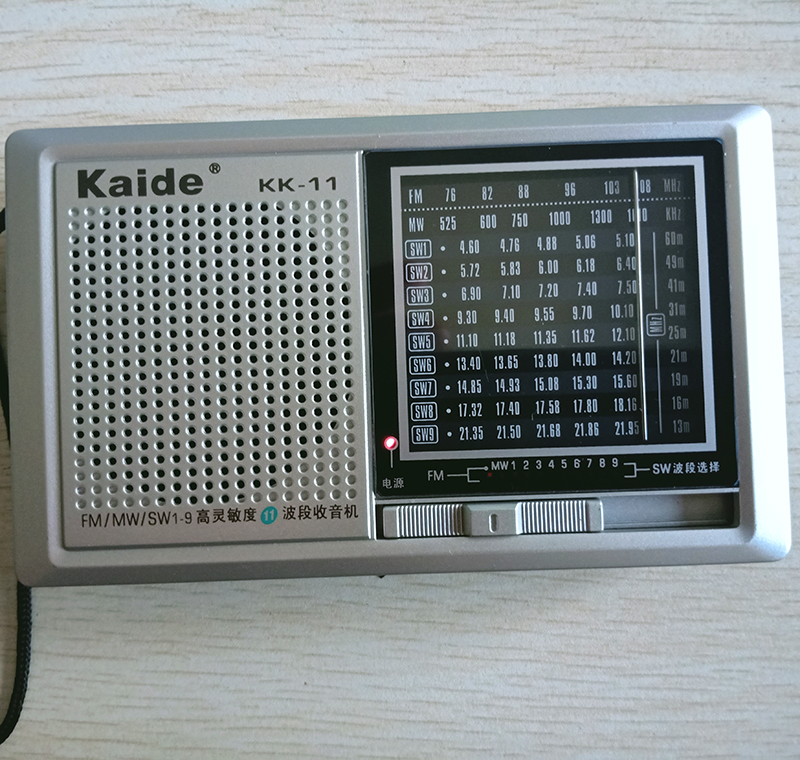 Kaide®
KK-11
FM/MW/SW1-9 高灵敏度 11 波段收音机
FM 76 82 88 96 103 MHz
MW · 525 600 750 1000 1300 KHz
SW1 · 4.60 4.76 4.88 5.06 5.10 60m
SW2 · 5.72 5.83 6.00 6.18 6.40 49m
SW3 · 6.90 7.10 7.20 7.40 7.50 41m
SW4 · 9.30 9.40 9.55 9.70 10.10 31m
SW5 · 11.10 11.18 11.35 11.62 12.10 25m
SW6 · 13.40 13.65 13.80 14.00 14.20 21m
SW7 · 14.85 14.93 15.08 15.30 15.60 19m
SW8 · 17.32 17.40 17.58 17.80 18.16 16m
SW9 · 21.35 21.50 21.68 21.86 21.95 13m
MHz
电源
FM MW 1 2 3 4 5 6 7 8 9 SW 波段选择